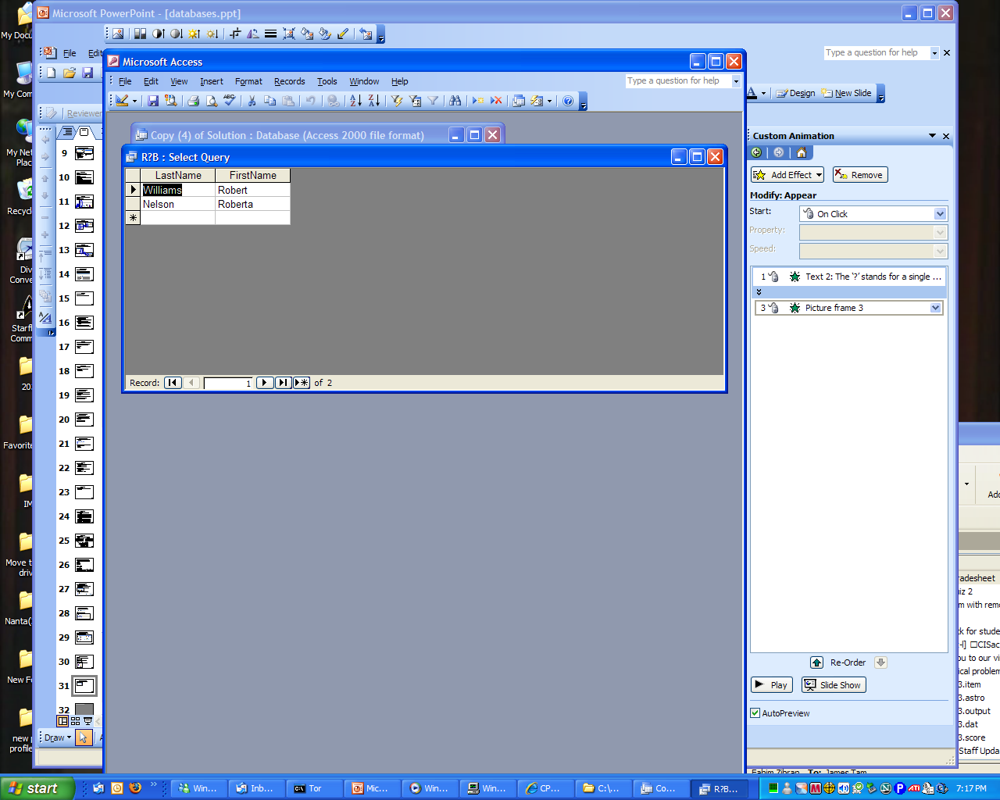 Microsoft PowerPoint - [databases.ppt]
My Docu
File Edit
Type a question for help
My Com
Reviewer
Design New Slide
Microsoft Access
File Edit View Insert Format Records Tools Window Help
Type a question for help
Copy (4) of Solution : Database (Access 2000 file format)
R?B : Select Query
LastName FirstName
Williams Robert
Nelson Roberta
Record: 1 of 2
Custom Animation
Add Effect Remove
Modify: Appear
Start: On Click
Property:
Speed:
1 Text 2: The '?' stands for a single ...
3 Picture frame 3
Re-Order
Play Slide Show
AutoPreview
My Net
Place
Recyc
Div
Conve
Starf
Comm
20
Favorite
IM
Move t
driv
Nanta(
New F
new p
profile
9
10
11
12
13
14
15
16
17
18
19
20
21
22
23
24
25
26
27
28
29
30
31
32
Draw
Add
radesheet
iz 2
m with remo
ck for stude
-l] □CISac
ou to our vi
ical problem
3.item
3.astro
3.output
3.dat
3.score
Staff Upda
Fahim Zibran To: James Tam
start
Win...
Inb...
Tor
Mic...
Win...
Win...
CP...
C:\...
Co...
R?B...
7:17 PM